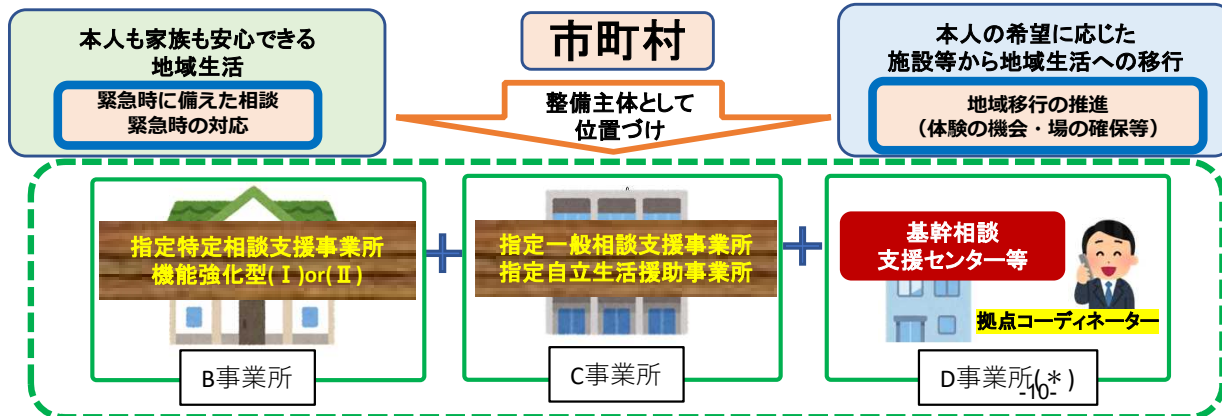 本人も家族も安心できる
地域生活
緊急時に備えた相談
緊急時の対応
市町村
整備主体として
位置づけ
本人の希望に応じた
施設等から地域生活への移行
地域移行の推進
（体験の機会・場の確保等）
指定特定相談支援事業所
機能強化型(Ⅰ)or(Ⅱ)
B事業所
+
指定一般相談支援事業所
指定自立生活援助事業所
C事業所
+
基幹相談
支援センター等
拠点コーディネーター
D事業所(＊)
-10-